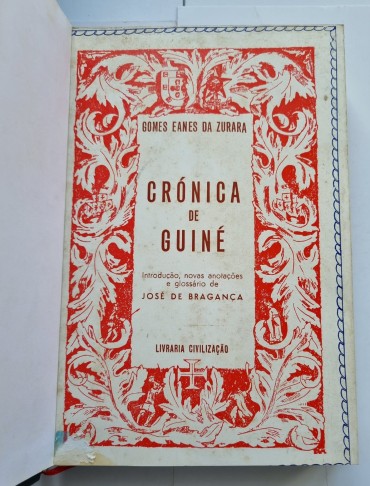 GOMES EANES DA ZURARA
CRÓNICA
DE
GUINÉ
Introdução, novas anotações
e glossário de
JOSÉ DE BRAGANÇA
LIVRARIA CIVILIZAÇÃO